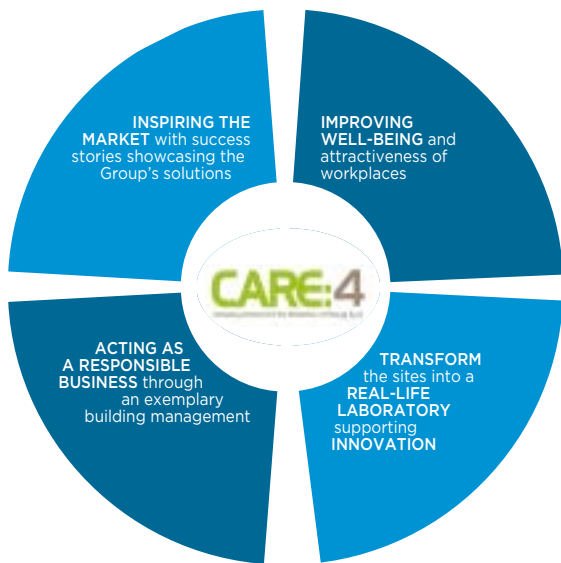 INSPIRING THE
MARKET with success
stories showcasing the
Group's solutions
IMPROVING
WELL-BEING and
attractiveness of
workplaces
CARE:4
ACTING AS
A RESPONSIBLE
BUSINESS through
an exemplary
building management
TRANSFORM
the sites into a
REAL-LIFE
LABORATORY
supporting
INNOVATION